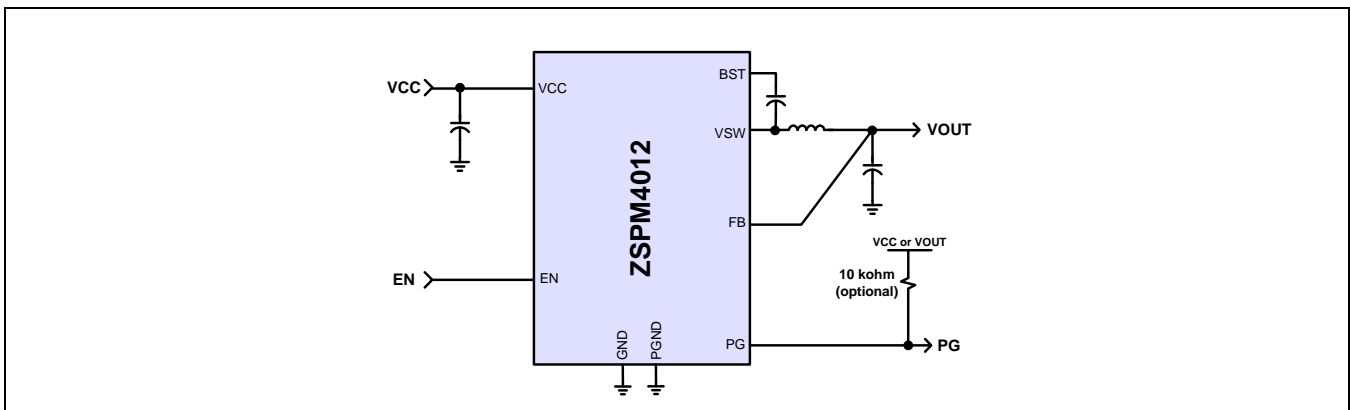 VCC
VCC
BST
VSW
VOUT
ZSPM4012
FB
VCC or VOUT
10 kohm
(optional)
EN
EN
GND
PGND
PG
PG